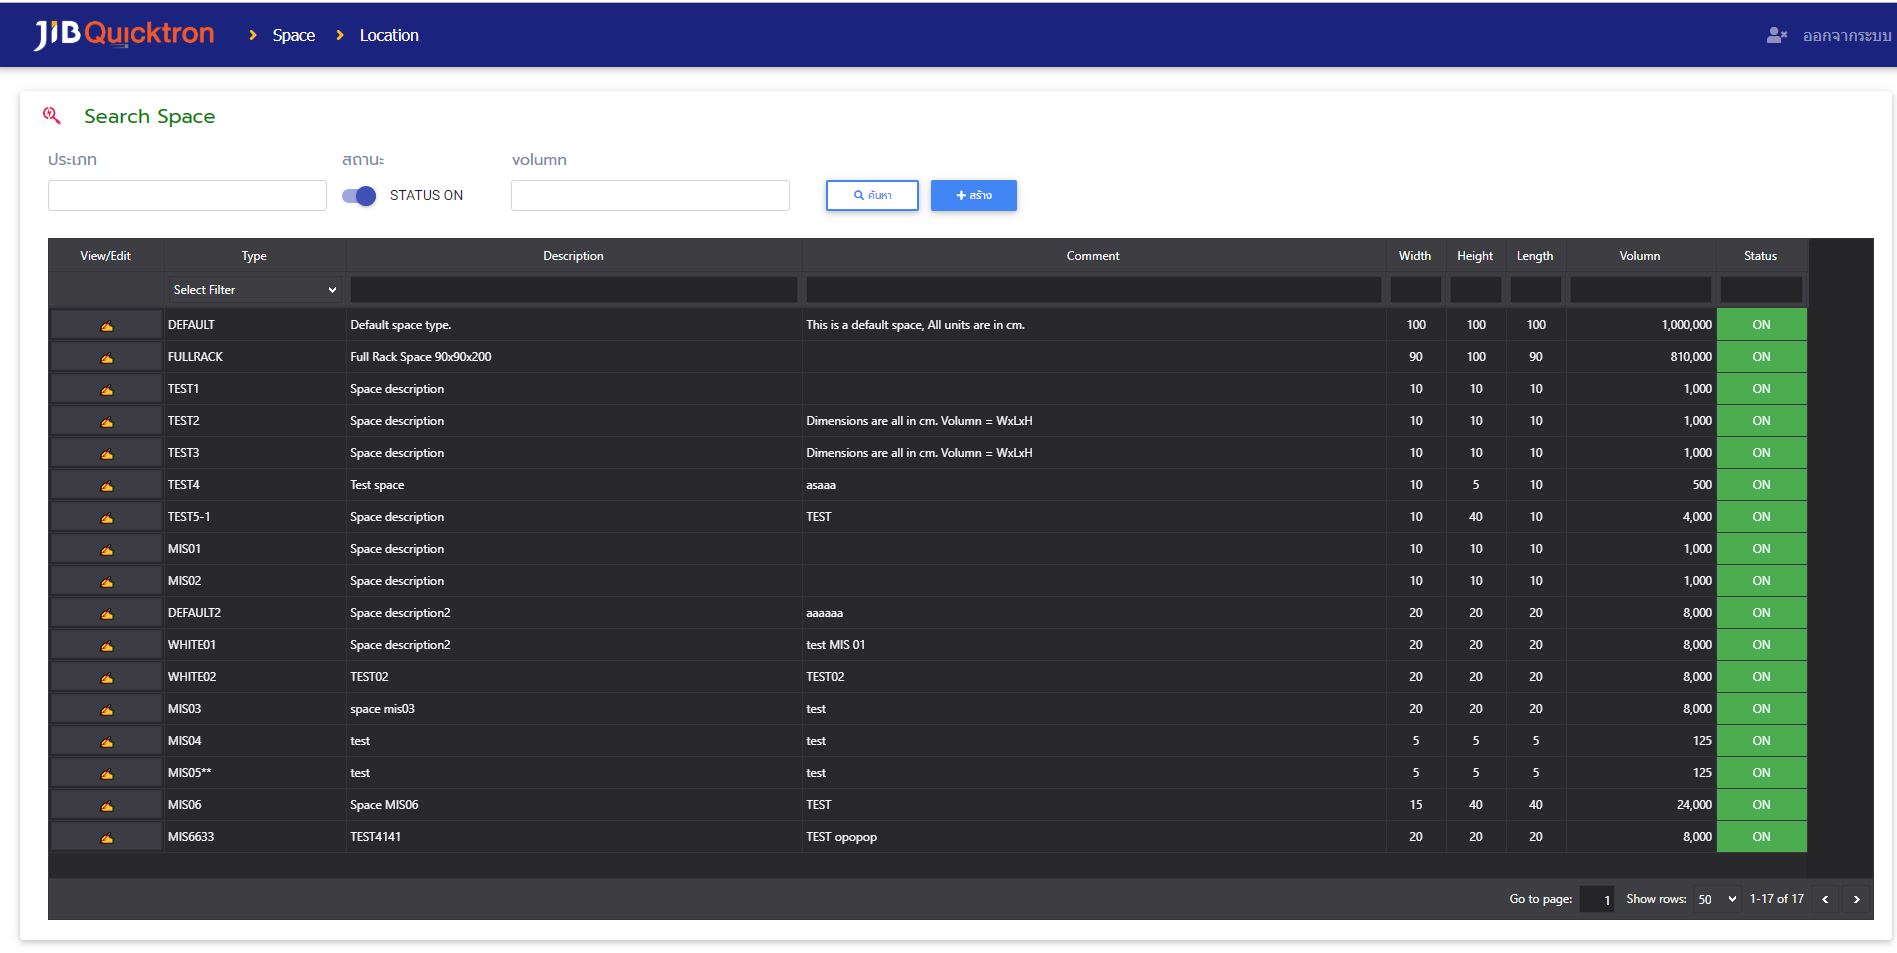 JIB Quicktron > Space > Location ออกจากระบบ
Search Space
ประเภท สถานะ volumn
STATUS ON ค้นหา + สร้าง
View/Edit Type Description Comment Width Height Length Volumn Status
Select Filter
DEFAULT Default space type. This is a default space, All units are in cm. 100 100 100 1,000,000 ON
FULLRACK Full Rack Space 90x90x200 90 100 90 810,000 ON
TEST1 Space description 10 10 10 1,000 ON
TEST2 Space description Dimensions are all in cm. Volumn = WxLxH 10 10 10 1,000 ON
TEST3 Space description Dimensions are all in cm. Volumn = WxLxH 10 10 10 1,000 ON
TEST4 Test space asaaa 10 5 10 500 ON
TEST5-1 Space description TEST 10 40 10 4,000 ON
MIS01 Space description 10 10 10 1,000 ON
MIS02 Space description 10 10 10 1,000 ON
DEFAULT2 Space description2 aaaaaa 20 20 20 8,000 ON
WHITE01 Space description2 test MIS 01 20 20 20 8,000 ON
WHITE02 TEST02 TEST02 20 20 20 8,000 ON
MIS03 space mis03 test 20 20 20 8,000 ON
MIS04 test test 5 5 5 125 ON
MIS05** test test 5 5 5 125 ON
MIS06 Space MIS06 TEST 15 40 40 24,000 ON
MIS6633 TEST4141 TEST opopop 20 20 20 8,000 ON
Go to page: 1 Show rows: 50 1-17 of 17 < >